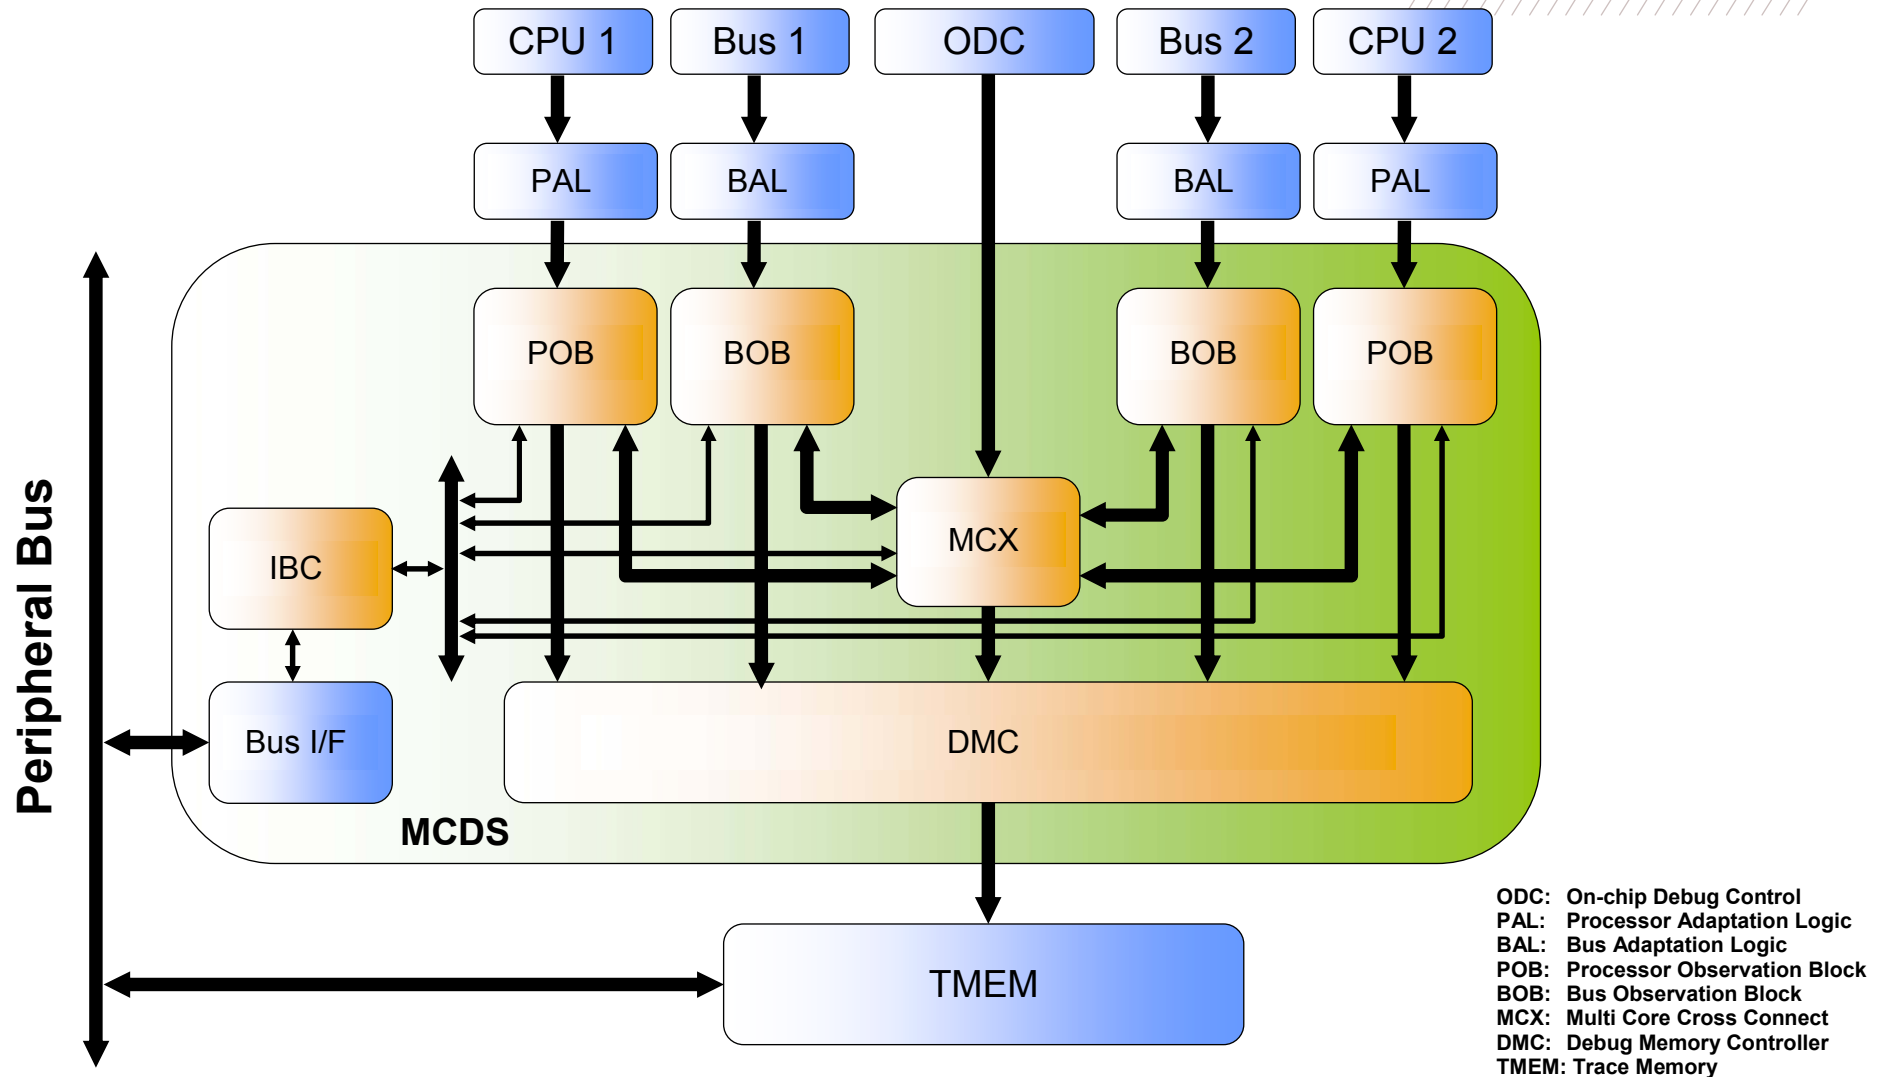 CPU 1
Bus 1
ODC
Bus 2
CPU 2
PAL
BAL
BAL
PAL
POB
BOB
BOB
POB
Peripheral Bus
IBC
MCX
Bus I/F
DMC
MCDS
TMEM
ODC: On-chip Debug Control
PAL: Processor Adaptation Logic
BAL: Bus Adaptation Logic
POB: Processor Observation Block
BOB: Bus Observation Block
MCX: Multi Core Cross Connect
DMC: Debug Memory Controller
TMEM: Trace Memory